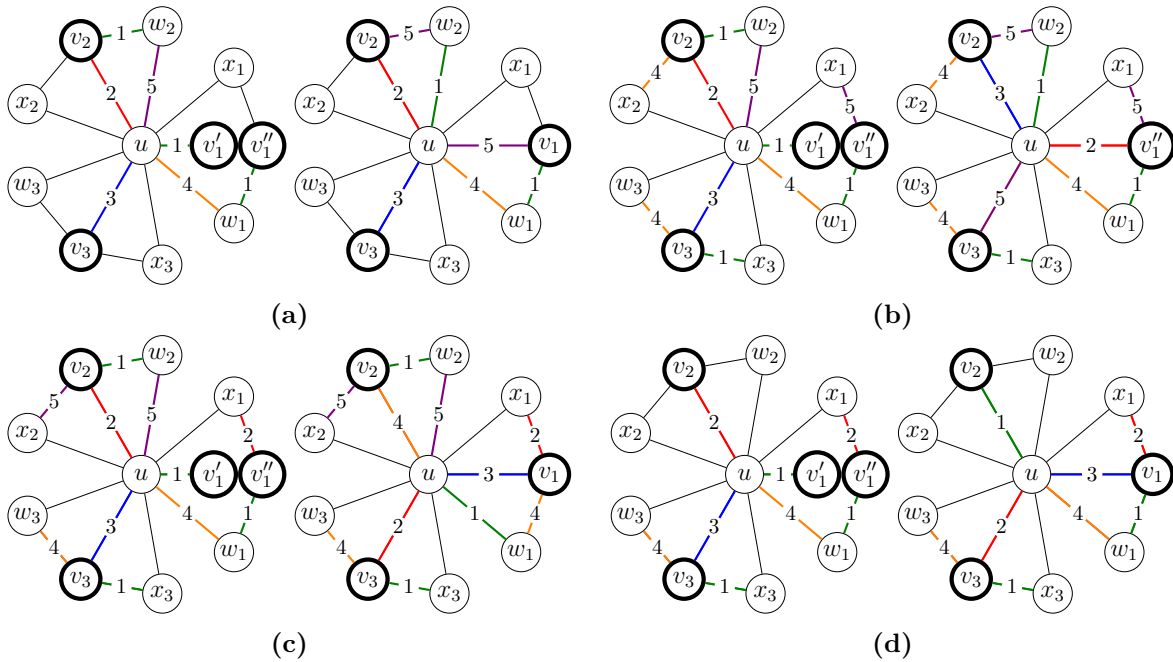 v₂ 1 w₂
x₁
2 5
x₂
u 1 v₁′ v₁″
w₃ 3 4 1
w₁
v₃ x₃
v₂ 5 w₂
x₁
2 1
x₂
u 5 v₁
w₃ 3 4 1
w₁
v₃ x₃
(a)
v₂ 1 w₂
x₁
4 2 5 5
x₂
u 1 v₁′ v₁″
w₃ 3 4 1
4 w₁
v₃ 1 x₃
v₂ 5 w₂
x₁
4 3 1 5
x₂
u 2 v₁″
w₃ 5 4 1
4 w₁
v₃ 1 x₃
(b)
v₂ 1 w₂
x₁
5 2 5 2
x₂
u 1 v₁′ v₁″
w₃ 3 4 1
4 w₁
v₃ 1 x₃
v₂ 1 w₂
x₁
5 4 5 2
x₂
u 3 v₁
w₃ 2 1 4
4 w₁
v₃ 1 x₃
(c)
v₂ w₂
x₁
2 2
x₂
u 1 v₁′ v₁″
w₃ 3 4 1
4 w₁
v₃ 1 x₃
v₂ w₂
x₁
1 2
x₂
u 3 v₁
w₃ 2 4 1
4 w₁
v₃ 1 x₃
(d)